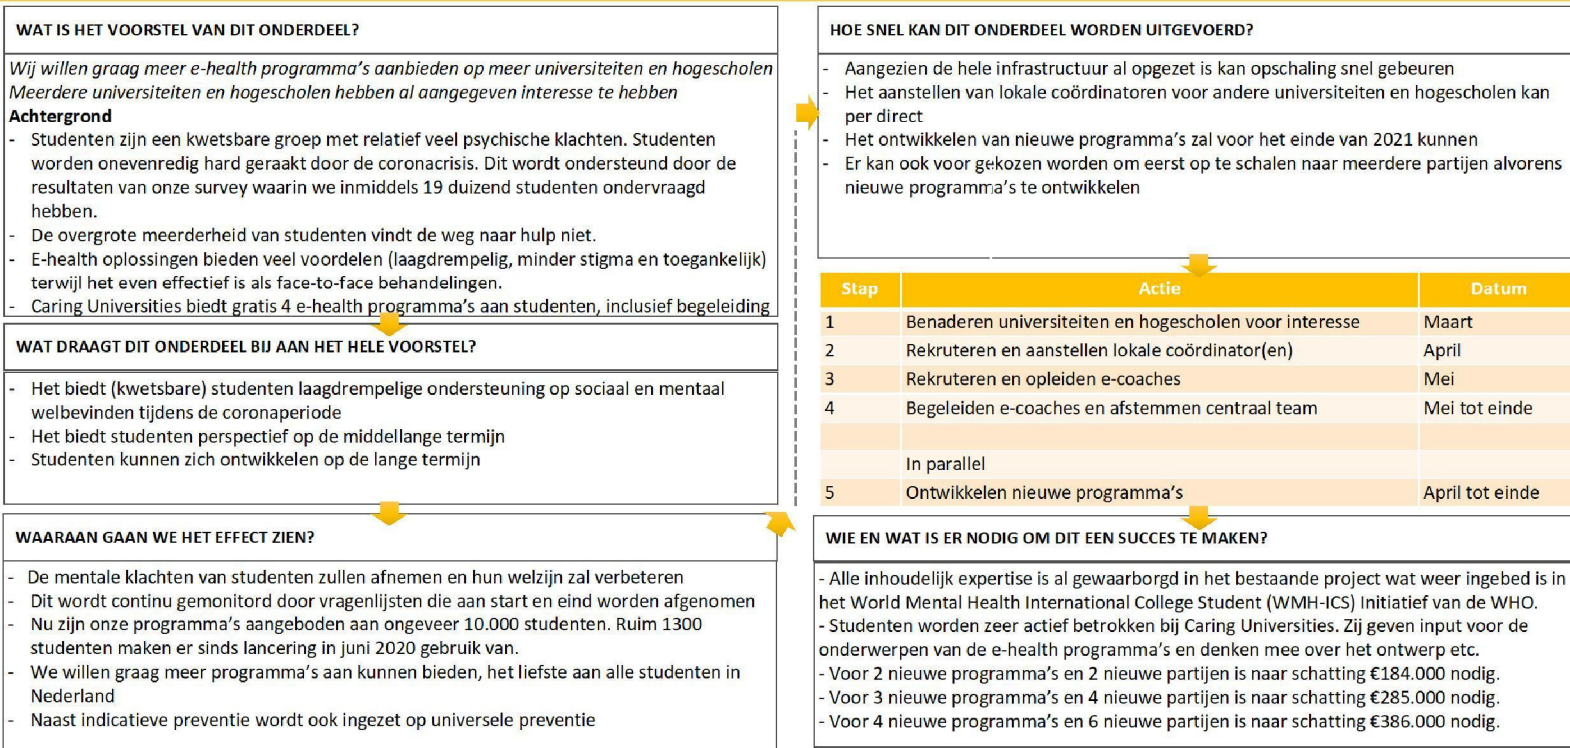 WAT IS HET VOORSTEL VAN DIT ONDERDEEL?
Wij willen graag meer e-health programma's aanbieden op meer universiteiten en hogescholen
Meerdere universiteiten en hogescholen hebben al aangegeven interesse te hebben
Achtergrond
- Studenten zijn een kwetsbare groep met relatief veel psychische klachten. Studenten
worden onevenredig hard geraakt door de coronacrisis. Dit wordt ondersteund door de
resultaten van onze survey waarin we inmiddels 19 duizend studenten ondervraagd
hebben.
- De overgrote meerderheid van studenten vindt de weg naar hulp niet.
- E-health oplossingen bieden veel voordelen (laagdrempelig, minder stigma en toegankelijk)
terwijl het even effectief is als face-to-face behandelingen.
- Caring Universities biedt gratis 4 e-health programma's aan studenten, inclusief begeleiding
WAT DRAAGT DIT ONDERDEEL BIJ AAN HET HELE VOORSTEL?
- Het biedt (kwetsbare) studenten laagdrempelige ondersteuning op sociaal en mentaal
welbevinden tijdens de coronaperiode
- Het biedt studenten perspectief op de middellange termijn
- Studenten kunnen zich ontwikkelen op de lange termijn
WAARAAN GAAN WE HET EFFECT ZIEN?
- De mentale klachten van studenten zullen afnemen en hun welzijn zal verbeteren
- Dit wordt continu gemonitord door vragenlijsten die aan start en eind worden afgenomen
- Nu zijn onze programma's aangeboden aan ongeveer 10.000 studenten. Ruim 1300
studenten maken er sinds lancering in juni 2020 gebruik van.
- We willen graag meer programma's aan kunnen bieden, het liefste aan alle studenten in
Nederland
- Naast indicatieve preventie wordt ook ingezet op universele preventie
HOE SNEL KAN DIT ONDERDEEL WORDEN UITGEVOERD?
- Aangezien de hele infrastructuur al opgezet is kan opschaling snel gebeuren
- Het aanstellen van lokale coördinatoren voor andere universiteiten en hogescholen kan
per direct
- Het ontwikkelen van nieuwe programma's zal voor het einde van 2021 kunnen
- Er kan ook voor gekozen worden om eerst op te schalen naar meerdere partijen alvorens
nieuwe programma's te ontwikkelen
Stap Actie Datum
1 Benaderen universiteiten en hogescholen voor interesse Maart
2 Rekruteren en aanstellen lokale coördinator(en) April
3 Rekruteren en opleiden e-coaches Mei
4 Begeleiden e-coaches en afstemmen centraal team Mei tot einde
In parallel
5 Ontwikkelen nieuwe programma's April tot einde
WIE EN WAT IS ER NODIG OM DIT EEN SUCCES TE MAKEN?
- Alle inhoudelijk expertise is al gewaarborgd in het bestaande project wat weer ingebed is in
het World Mental Health International College Student (WMH-ICS) Initiatief van de WHO.
- Studenten worden zeer actief betrokken bij Caring Universities. Zij geven input voor de
onderwerpen van de e-health programma's en denken mee over het ontwerp etc.
- Voor 2 nieuwe programma's en 2 nieuwe partijen is naar schatting €184.000 nodig.
- Voor 3 nieuwe programma's en 4 nieuwe partijen is naar schatting €285.000 nodig.
- Voor 4 nieuwe programma's en 6 nieuwe partijen is naar schatting €386.000 nodig.